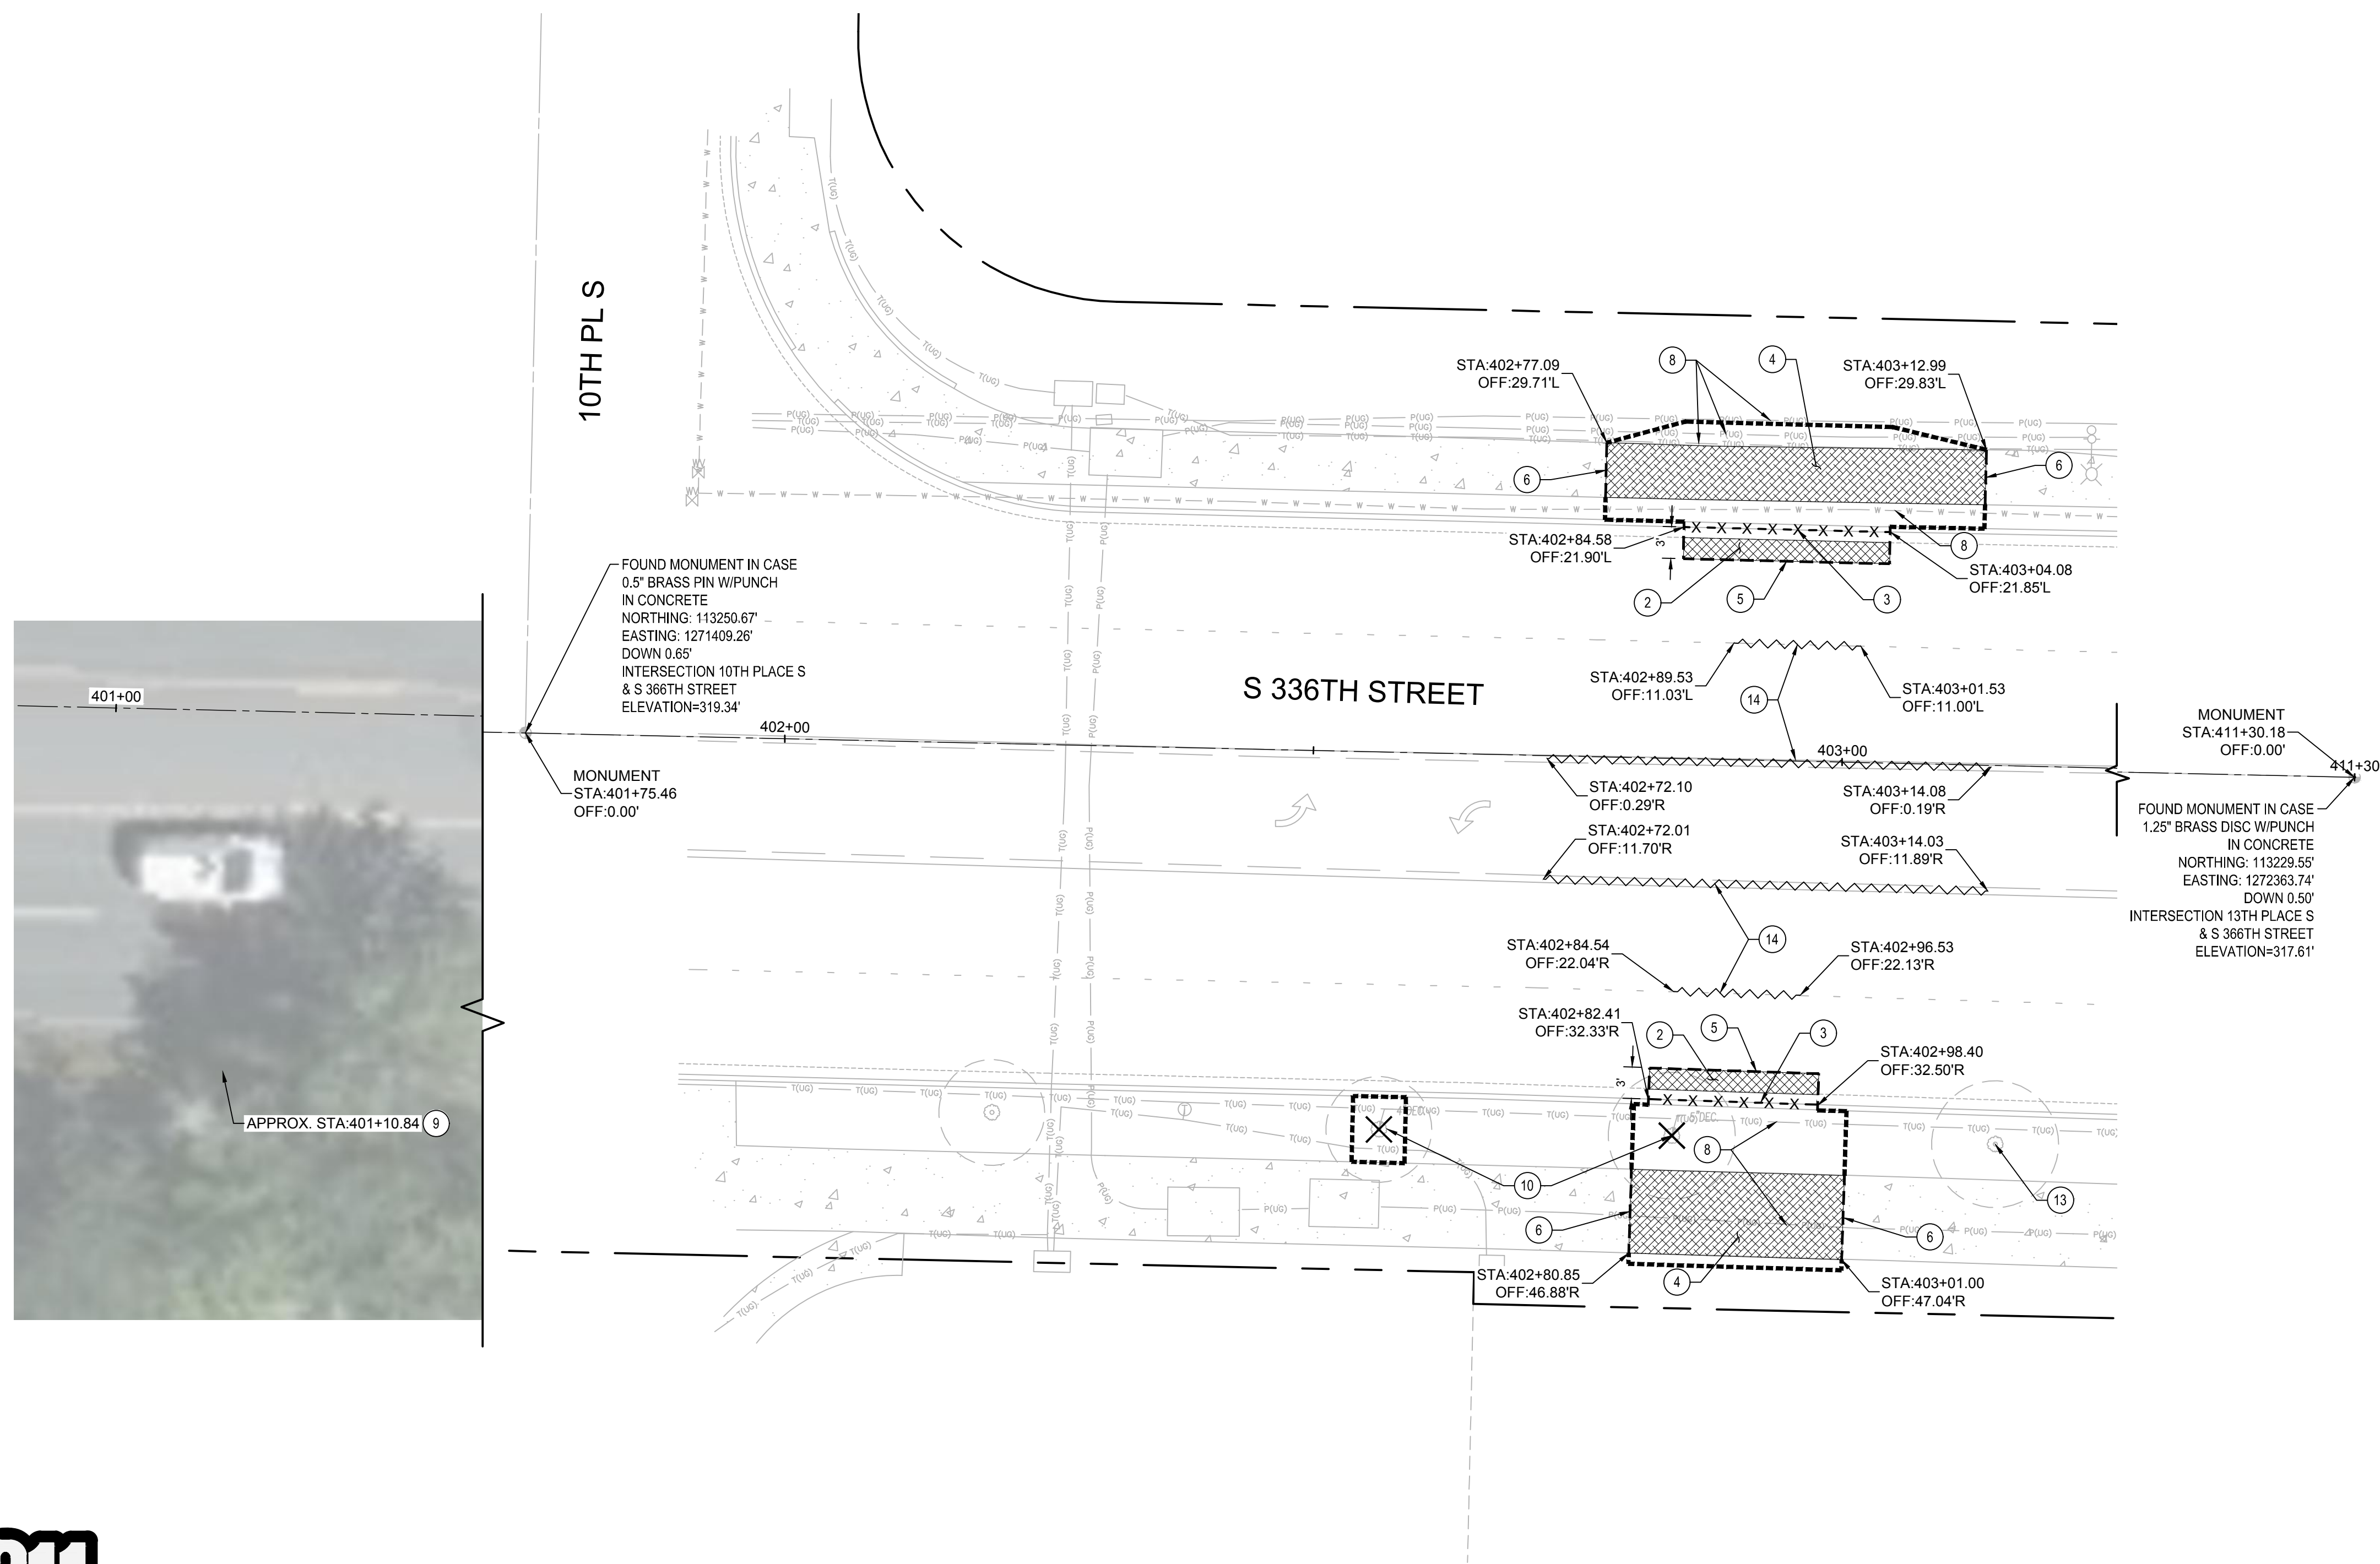 10TH PL S
STA:402+77.09
OFF:29.71'L
8
4
STA:403+12.99
OFF:29.83'L
6
6
STA:402+84.58
OFF:21.90'L
3'
8
STA:403+04.08
OFF:21.85'L
2
5
3
FOUND MONUMENT IN CASE
0.5" BRASS PIN W/PUNCH
IN CONCRETE
NORTHING: 113250.67'
EASTING: 1271409.26'
DOWN 0.65'
INTERSECTION 10TH PLACE S
& S 366TH STREET
ELEVATION=319.34'
S 336TH STREET
STA:402+89.53
OFF:11.03'L
14
STA:403+01.53
OFF:11.00'L
401+00
402+00
403+00
MONUMENT
STA:411+30.18
OFF:0.00'
411+30
MONUMENT
STA:401+75.46
OFF:0.00'
STA:402+72.10
OFF:0.29'R
STA:403+14.08
OFF:0.19'R
STA:402+72.01
OFF:11.70'R
STA:403+14.03
OFF:11.89'R
FOUND MONUMENT IN CASE
1.25" BRASS DISC W/PUNCH
IN CONCRETE
NORTHING: 113229.55'
EASTING: 1272363.74'
DOWN 0.50'
INTERSECTION 13TH PLACE S
& S 366TH STREET
ELEVATION=317.61'
STA:402+84.54
OFF:22.04'R
14
STA:402+96.53
OFF:22.13'R
STA:402+82.41
OFF:32.33'R
2
5
3
STA:402+98.40
OFF:32.50'R
3'
APPROX. STA:401+10.84
9
5"DEC.
8
10
13
6
6
STA:402+80.85
OFF:46.88'R
4
STA:403+01.00
OFF:47.04'R
T(UG)
P(UG)
W
WV